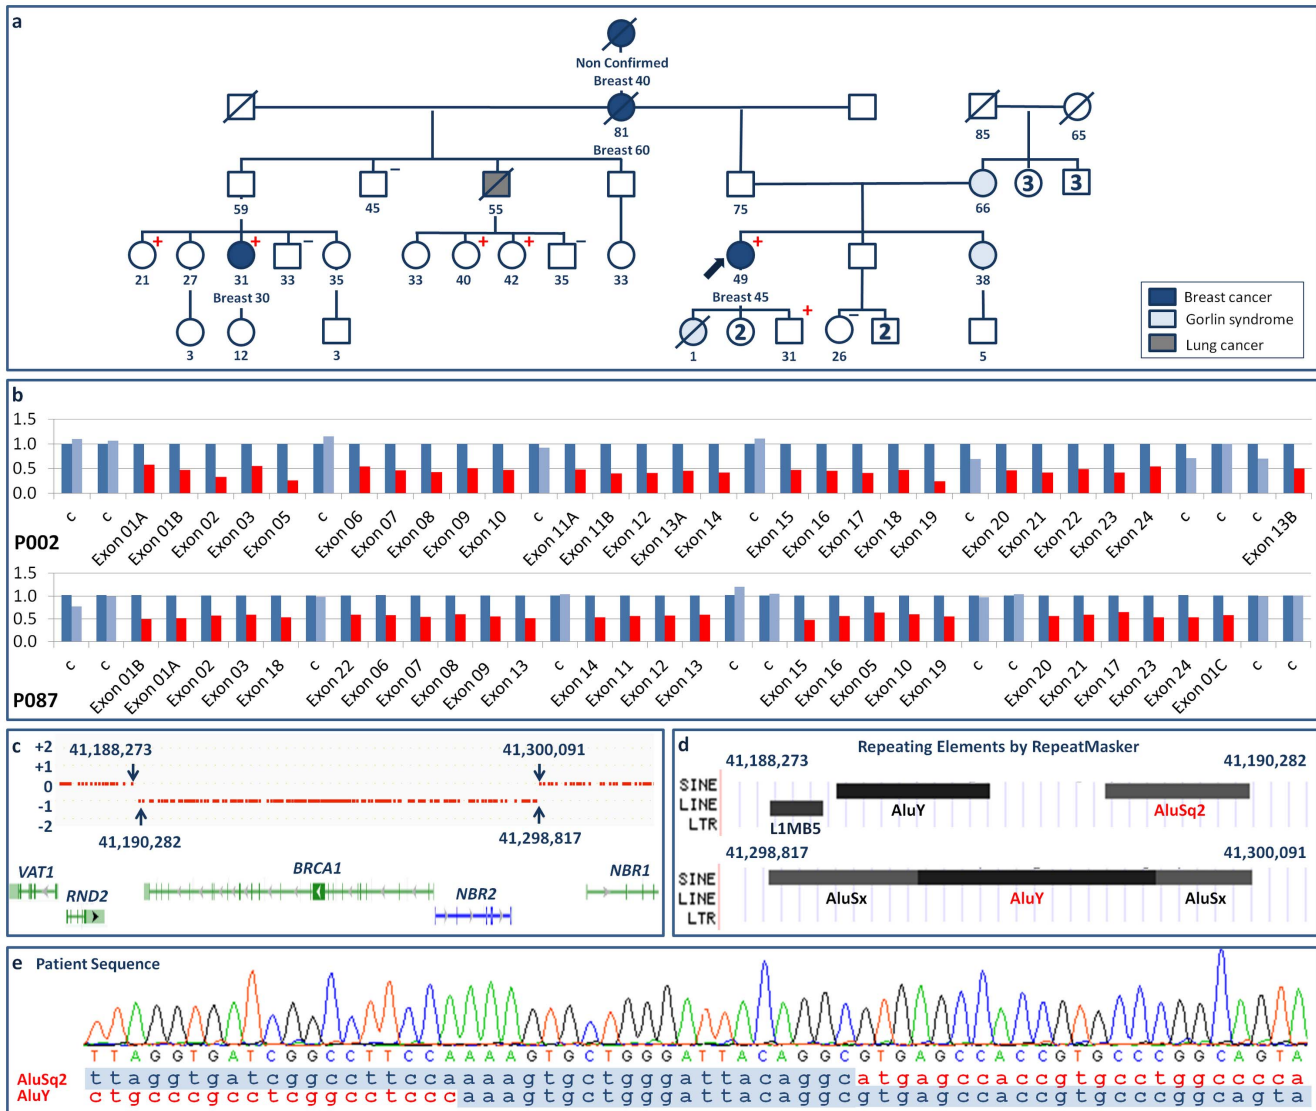 a
Non Confirmed
Breast 40
81
Breast 60
85
65
59
−
45
55
75
66
3
3
+
21
27
+
31
−
33
35
33
+
40
+
42
−
35
33
+
49
38
Breast 30
Breast 45
3
12
3
1
2
+
31
−
26
2
5
Breast cancer
Gorlin syndrome
Lung cancer
b
1.5
1.0
0.5
0.0
c
c
Exon 01A
Exon 01B
Exon 02
Exon 03
Exon 05
c
Exon 06
Exon 07
Exon 08
Exon 09
Exon 10
c
Exon 11A
Exon 11B
Exon 12
Exon 13A
Exon 14
c
Exon 15
Exon 16
Exon 17
Exon 18
Exon 19
c
Exon 20
Exon 21
Exon 22
Exon 23
Exon 24
c
c
c
Exon 13B
P002
1.5
1.0
0.5
0.0
c
c
Exon 01B
Exon 01A
Exon 02
Exon 03
Exon 18
c
Exon 22
Exon 06
Exon 07
Exon 08
Exon 09
Exon 13
c
Exon 14
Exon 11
Exon 12
Exon 13
c
c
Exon 15
Exon 16
Exon 05
Exon 10
Exon 19
c
c
Exon 20
Exon 21
Exon 17
Exon 23
Exon 24
Exon 01C
c
c
P087
c
+2
+1
0
-1
-2
41,188,273
41,300,091
41,190,282
41,298,817
VAT1
RND2
BRCA1
NBR2
NBR1
d
Repeating Elements by RepeatMasker
41,188,273
41,190,282
SINE
LINE
LTR
L1MB5
AluY
AluSq2
41,298,817
41,300,091
SINE
LINE
LTR
AluSx
AluY
AluSx
e Patient Sequence
T T A G G T G A T C G G C C T T C C A A A A G T G C T G G G A T T A C A G G C G T G A G C C A C C G T G C C C G G C A G T A
AluSq2 t t a g g t g a t c g g c c t t c c a a a a g t g c t g g g a t t a c a g g c a t g a g c c a c c g t g c c t g g c c c c a
AluY c t g c c c g c c t c g g c c t c c c a a a g t g c t g g g a t t a c a g g c g t g a g c c a c c g t g c c c g g c a g t a